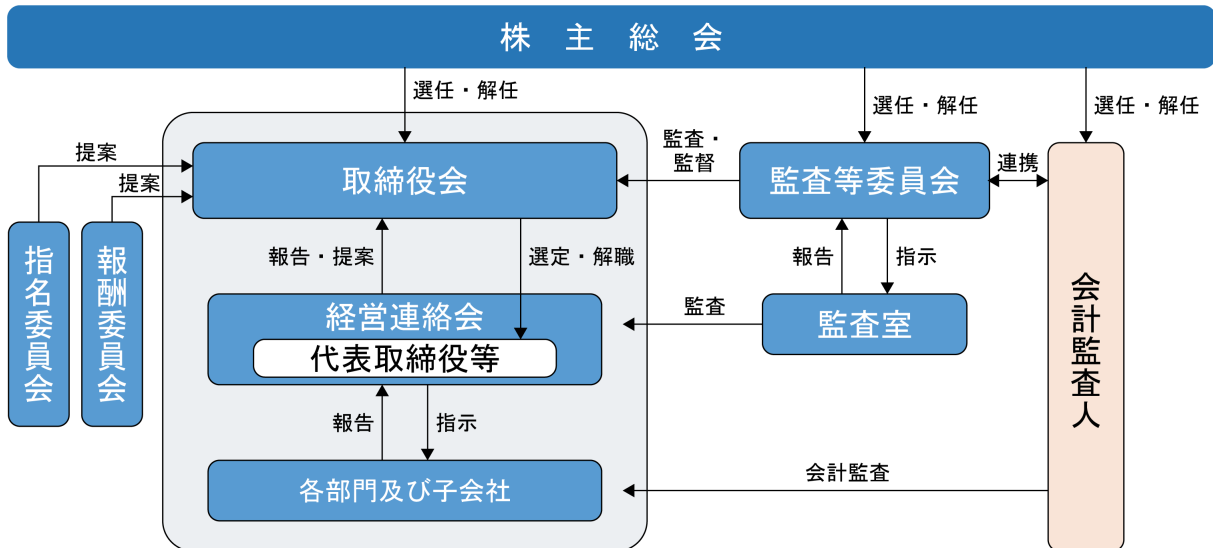 株主総会
選任・解任
選任・解任
選任・解任
提案
提案
取締役会
監査・
監督
監査等委員会
連携
指名委員会
報酬委員会
報告・提案
選定・解職
報告
指示
経営連絡会
代表取締役等
監査
監査室
会計監査人
報告
指示
各部門及び子会社
会計監査